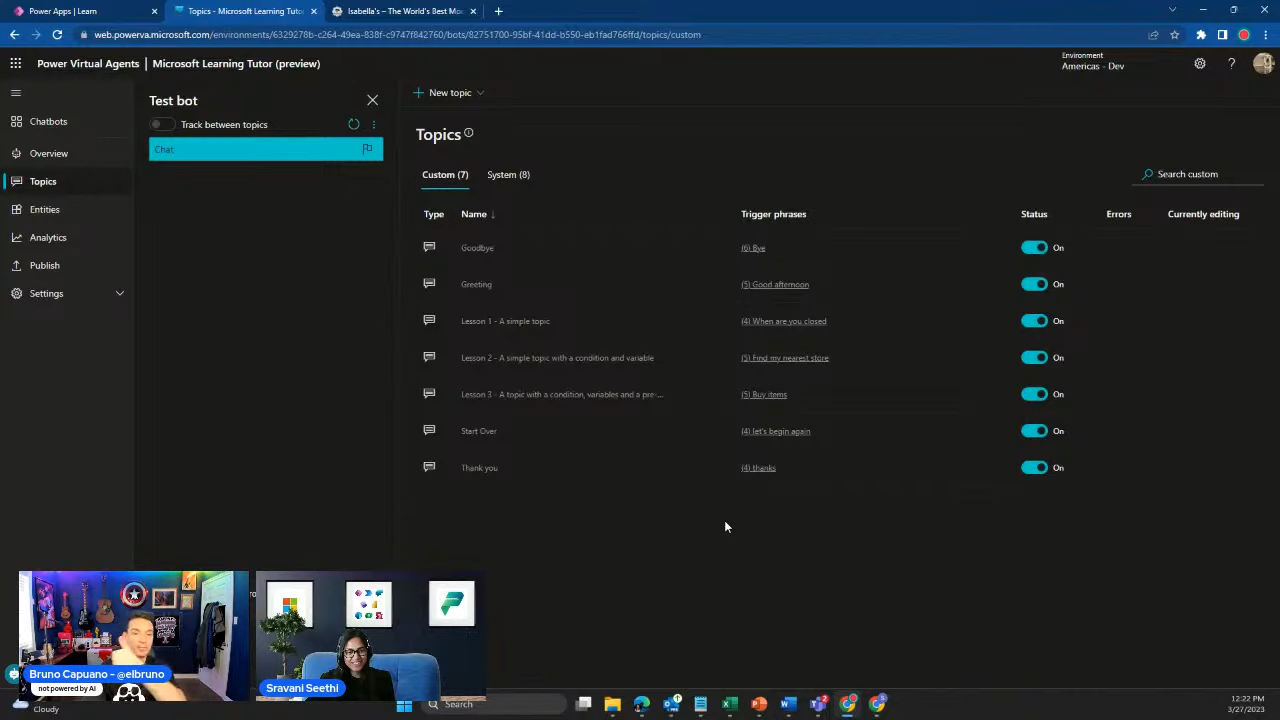 Power Apps | Learn
Topics - Microsoft Learning Tutor
Isabella's – The World's Best Mo
web.powerva.microsoft.com/environments/6329278b-c264-49ea-838f-c9747f842760/bots/82751700-95bf-41dd-b550-eb1fad766ffd/topics/custom
Power Virtual Agents | Microsoft Learning Tutor (preview)
Environment
Americas - Dev
Chatbots
Overview
Topics
Entities
Analytics
Publish
Settings
Test bot
Track between topics
Chat
New topic
Topics
Custom (7) System (8)
Search custom
Type Name ↓ Trigger phrases Status Errors Currently editing
Goodbye (6) Bye On
Greeting (5) Good afternoon On
Lesson 1 - A simple topic (4) When are you closed On
Lesson 2 - A simple topic with a condition and variable (5) Find my nearest store On
Lesson 3 - A topic with a condition, variables and a pre-... (5) Buy items On
Start Over (4) let's begin again On
Thank you (4) thanks On
Bruno Capuano - @elbruno
not powered by AI
Sravani Seethi
Cloudy
Search
12:22 PM
3/27/2023